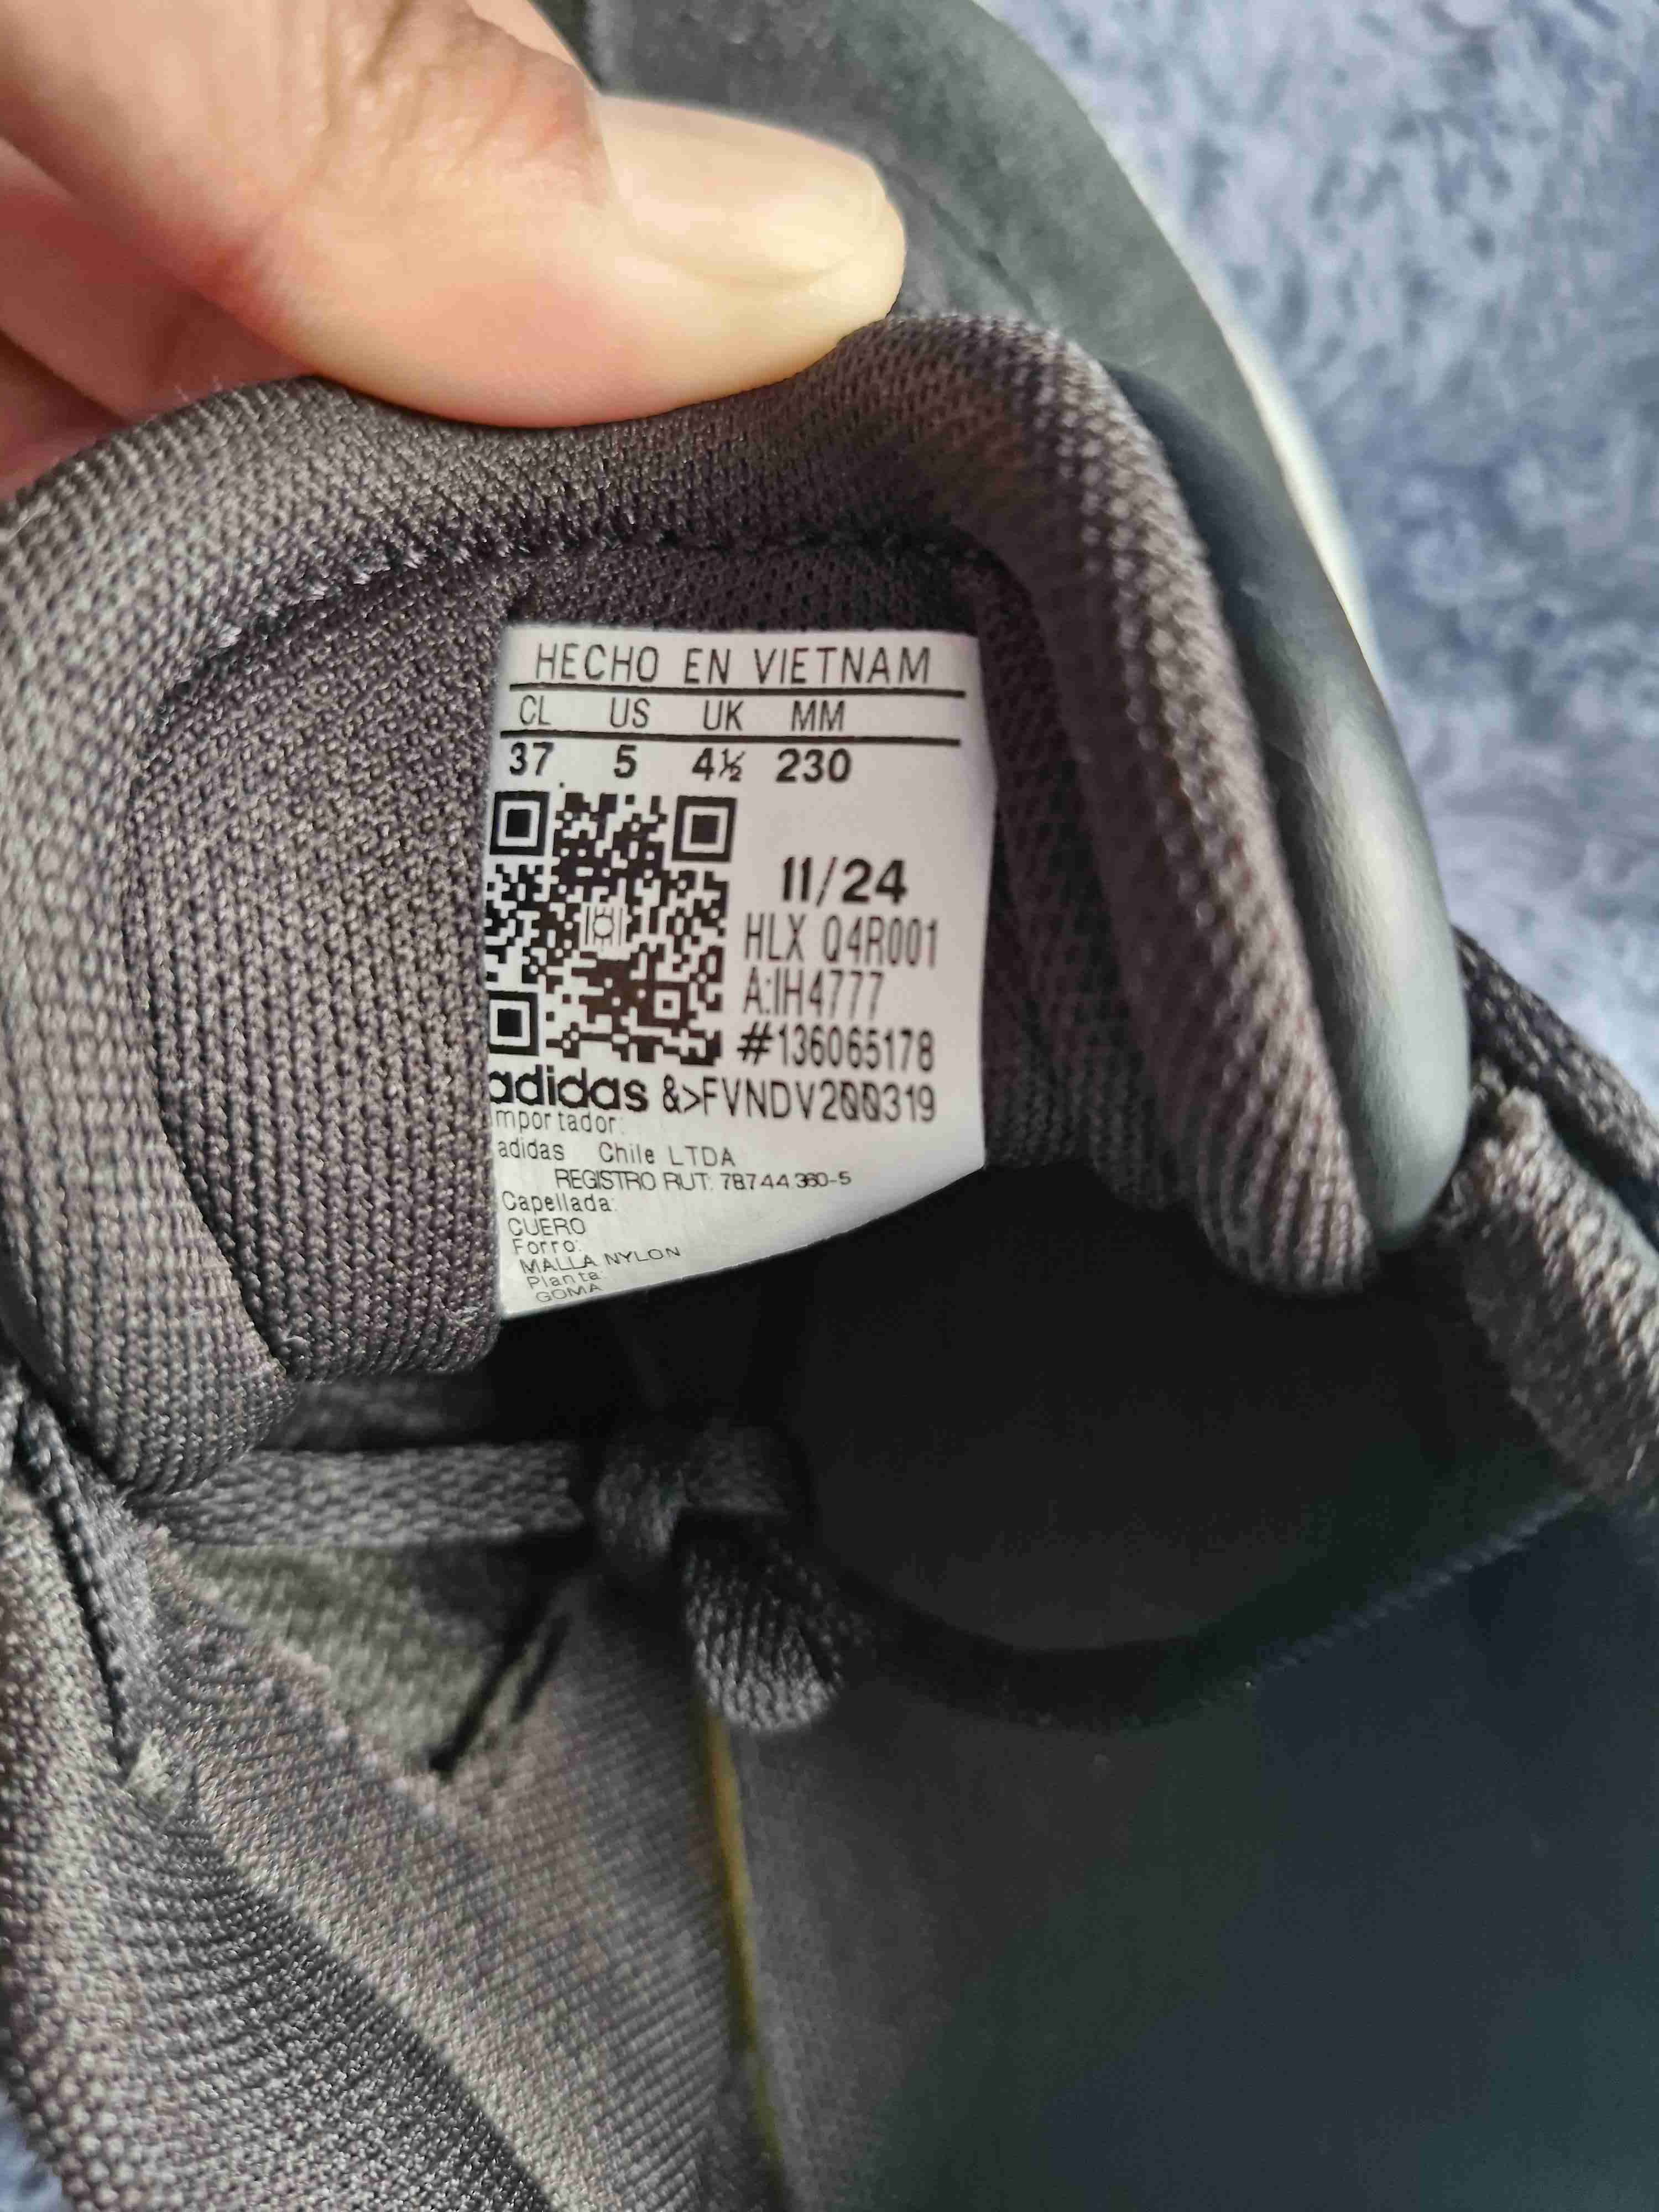 HECHO EN VIETNAM
CL US UK MM
37 5 4½ 230
11/24
HLX Q4R001
A:IH4777
#136065178
adidas &>FVNDV200319
mportador:
adidas Chile LTDA
REGISTRO RUT: 78744360-5
Capellada:
CUERO
Forro:
MALLA NYLON
Planta
GOMA